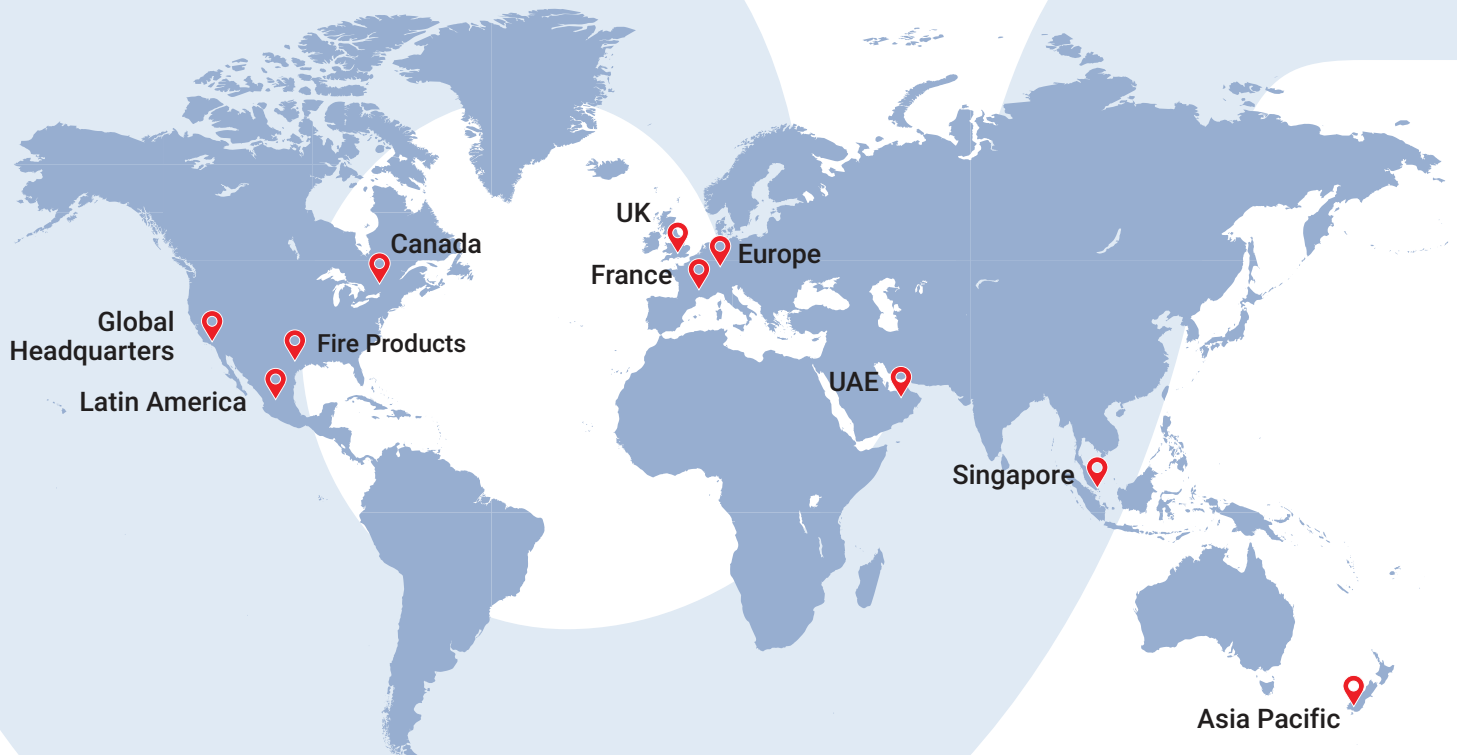 UK
Canada
Europe
France
Global
Headquarters
Fire Products
UAE
Latin America
Singapore
Asia Pacific